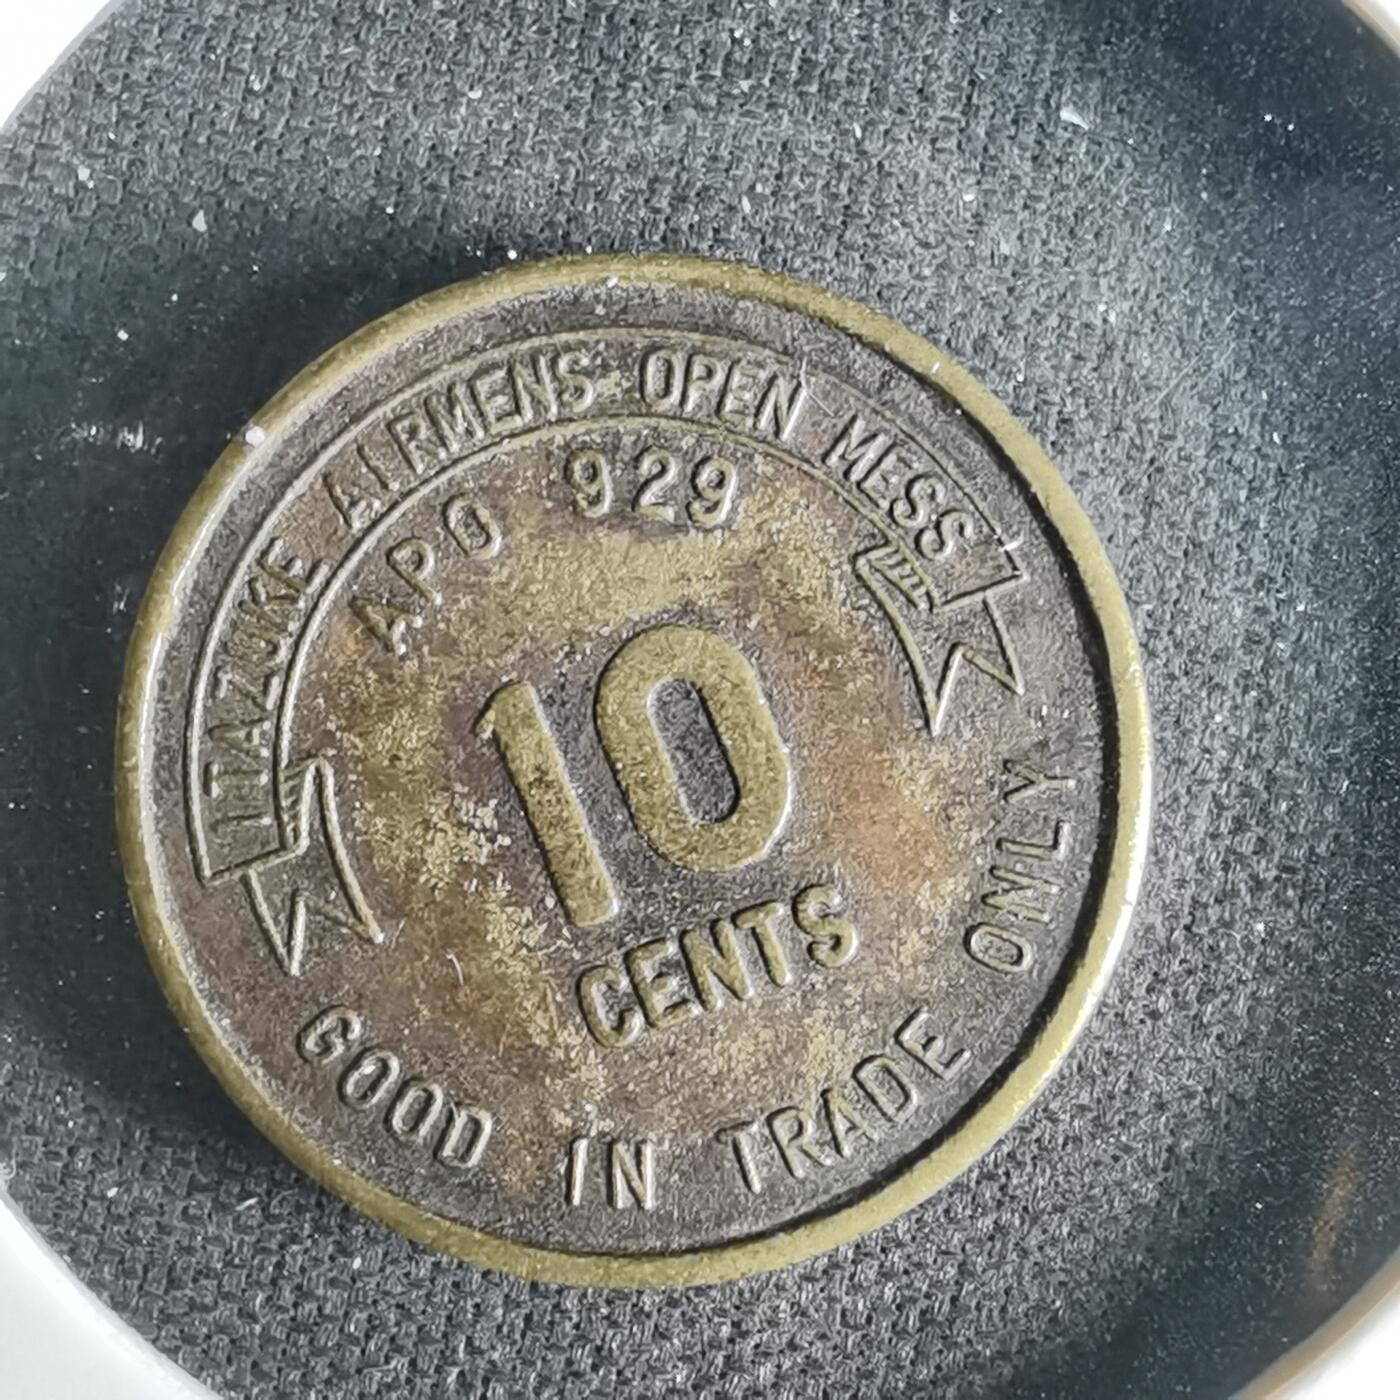 ITAZUKE AIRMENS OPEN MESS
APO 929
10
CENTS
GOOD IN TRADE ONLY